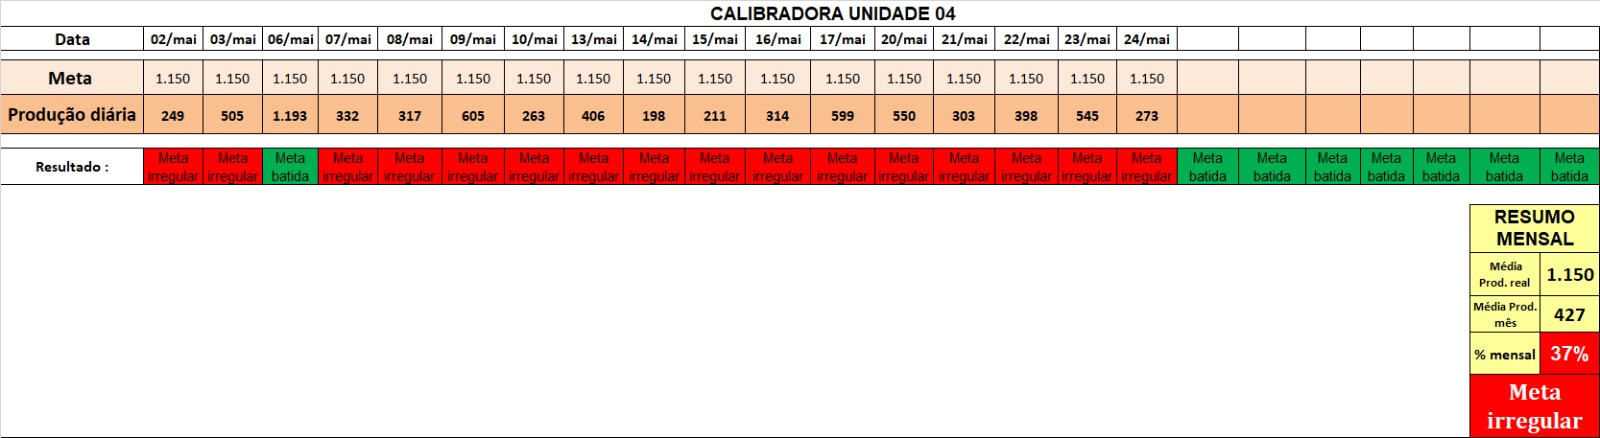 CALIBRADORA UNIDADE 04
Data 02/mai 03/mai 06/mai 07/mai 08/mai 09/mai 10/mai 13/mai 14/mai 15/mai 16/mai 17/mai 20/mai 21/mai 22/mai 23/mai 24/mai
Meta 1.150 1.150 1.150 1.150 1.150 1.150 1.150 1.150 1.150 1.150 1.150 1.150 1.150 1.150 1.150 1.150 1.150
Produção diária 249 505 1.193 332 317 605 263 406 198 211 314 599 550 303 398 545 273
Resultado : Meta irregular Meta irregular Meta batida Meta irregular Meta irregular Meta irregular Meta irregular Meta irregular Meta irregular Meta irregular Meta irregular Meta irregular Meta irregular Meta irregular Meta irregular Meta irregular Meta irregular Meta batida Meta batida Meta batida Meta batida Meta batida Meta batida Meta batida
RESUMO
MENSAL
Média
Prod. real 1.150
Média Prod.
mês 427
% mensal 37%
Meta
irregular